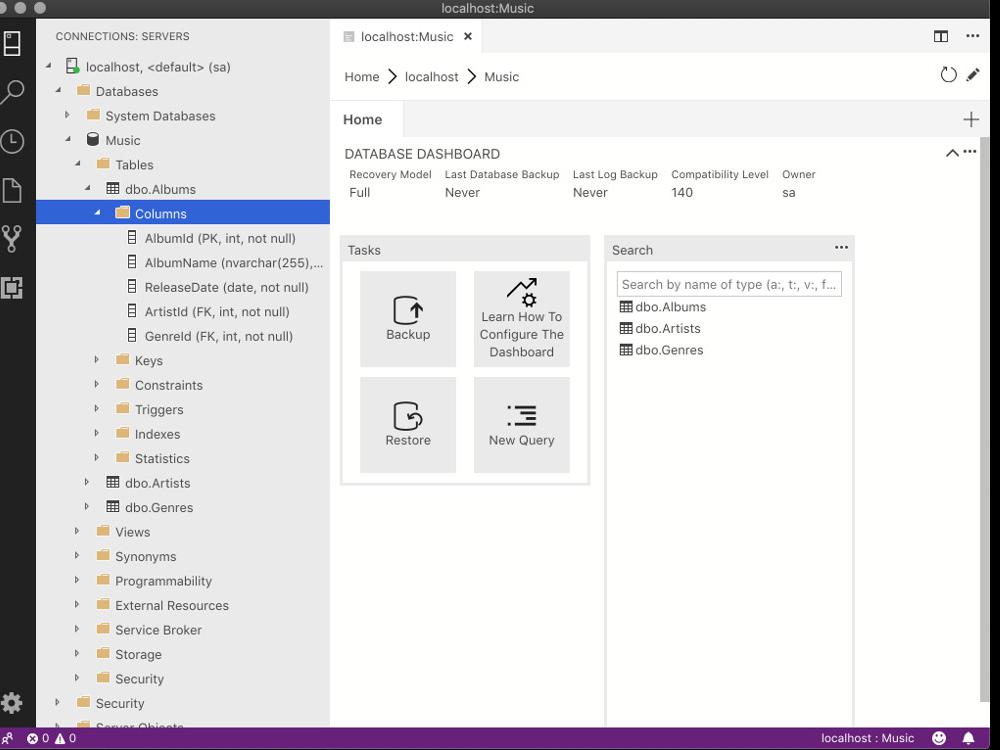 localhost:Music
CONNECTIONS: SERVERS
localhost, <default> (sa)
Databases
System Databases
Music
Tables
dbo.Albums
Columns
AlbumId (PK, int, not null)
AlbumName (nvarchar(255),...
ReleaseDate (date, not null)
ArtistId (FK, int, not null)
GenreId (FK, int, not null)
Keys
Constraints
Triggers
Indexes
Statistics
dbo.Artists
dbo.Genres
Views
Synonyms
Programmability
External Resources
Service Broker
Storage
Security
Security
Server Objects
localhost:Music
Home localhost Music
Home
DATABASE DASHBOARD
Recovery Model Last Database Backup Last Log Backup Compatibility Level Owner
Full Never Never 140 sa
Tasks
Backup
Learn How To
Configure The
Dashboard
Restore
New Query
Search
Search by name of type (a:, t:, v:, f...
dbo.Albums
dbo.Artists
dbo.Genres
0 0 localhost : Music